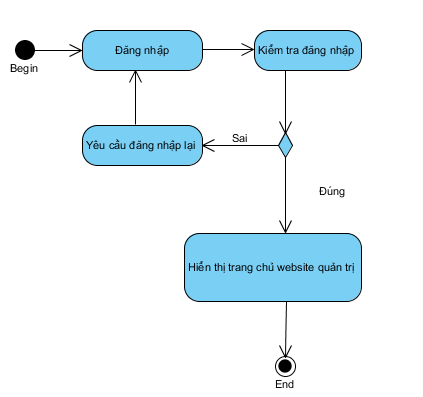 Đăng nhập
Kiểm tra đăng nhập
Begin
Yêu cầu đăng nhập lại
Sai
Đúng
Hiển thị trang chủ website quản trị
End